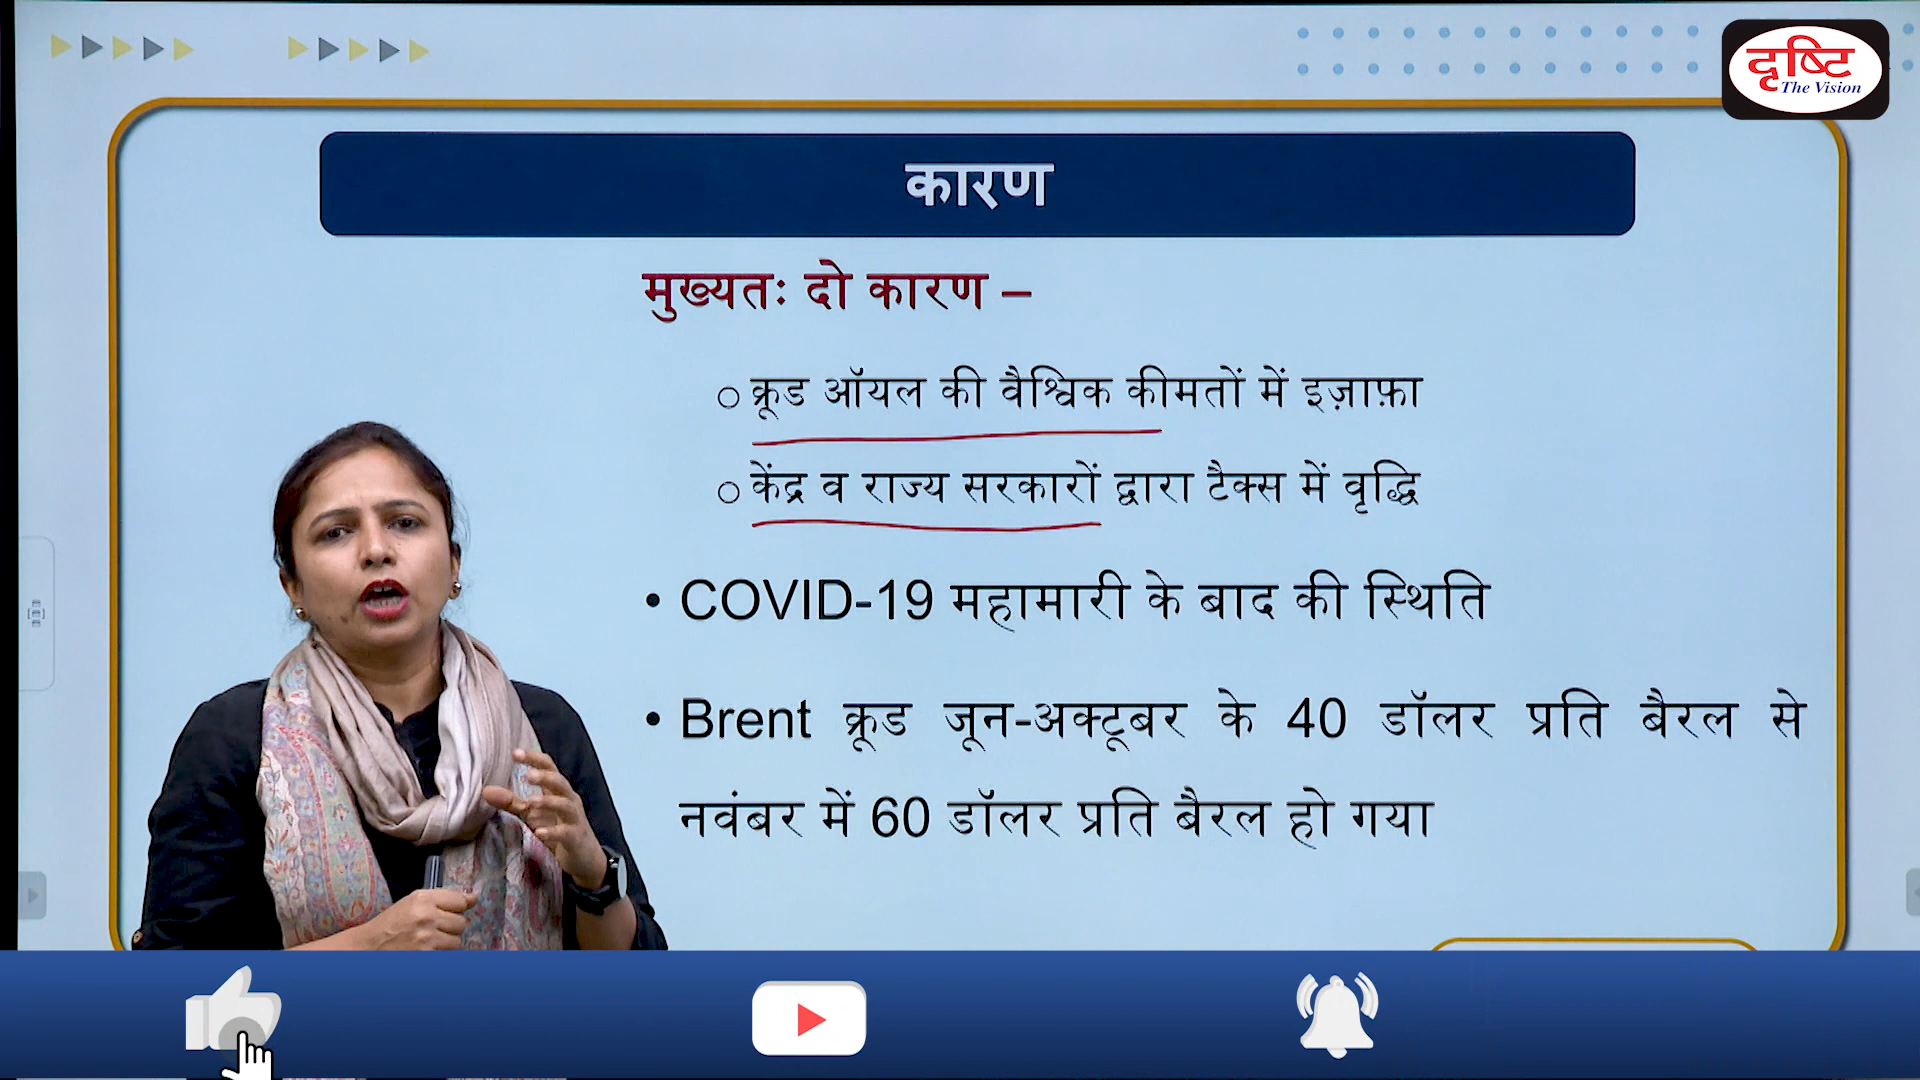 दृष्टि
The Vision
कारण
मुख्यतः दो कारण –
क्रूड ऑयल की वैश्विक कीमतों में इज़ाफ़ा
केंद्र व राज्य सरकारों द्वारा टैक्स में वृद्धि
• COVID-19 महामारी के बाद की स्थिति
• Brent क्रूड जून-अक्टूबर के 40 डॉलर प्रति बैरल से
नवंबर में 60 डॉलर प्रति बैरल हो गया